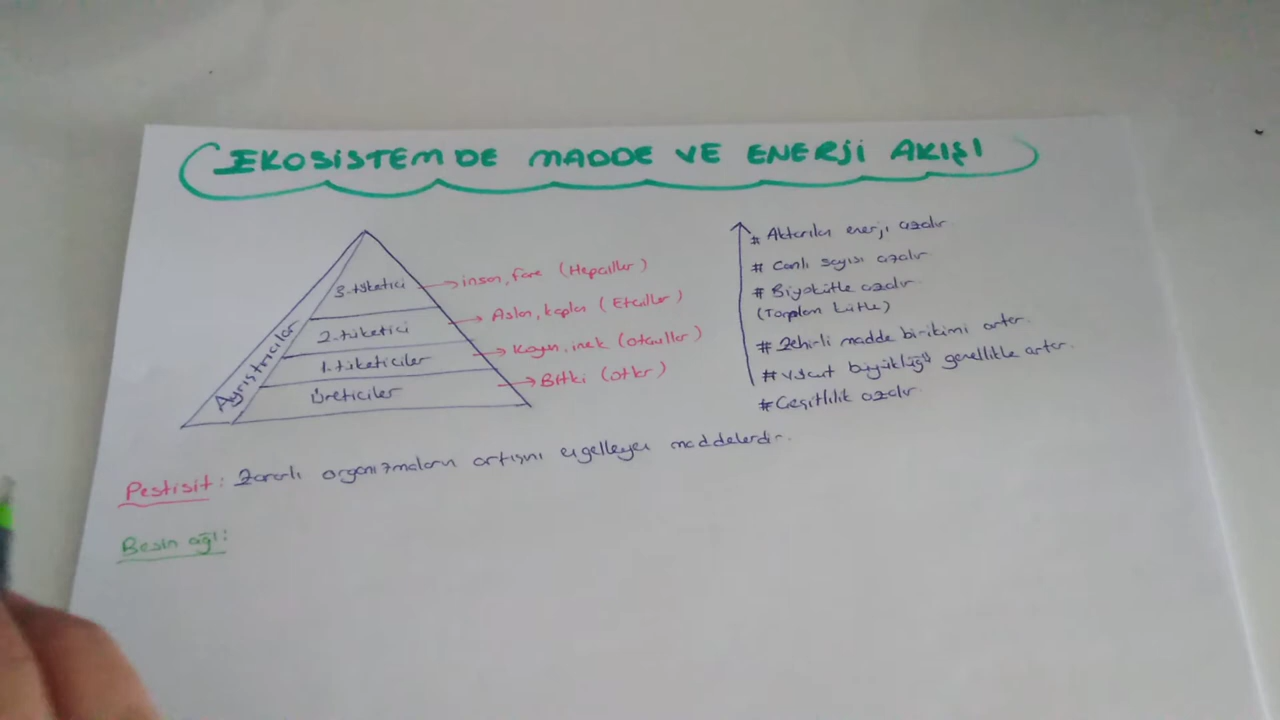 EKOSİSTEMDE MADDE VE ENERJİ AKIŞI
Ayrıştırıcılar
3.tüketici
2.tüketici
1.tüketiciler
Üreticiler
insan, fare (Hepçiller)
Aslan, kaplan (Etçiller)
Koyun, inek (otçullar)
Bitki (otlar)
# Aktarılan enerji azalır.
# Canlı sayısı azalır
# Biyokütle azalır.
(Toplam kütle)
# Zehirli madde birikimi artar.
# Vücut büyüklüğü genellikle artar.
# Çeşitlilik azalır.
Pestisit: Zararlı organizmaların artışını engelleyen maddelerdir.
Besin ağı: